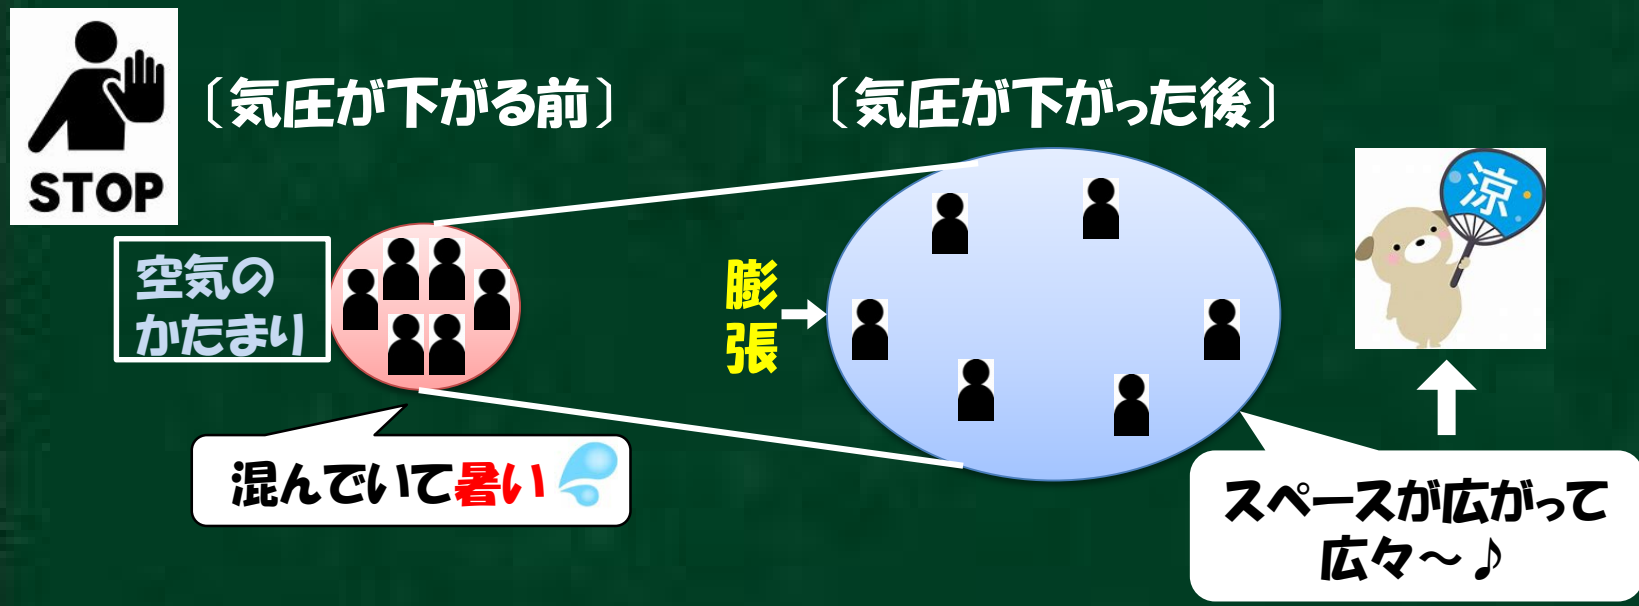 STOP
〔気圧が下がる前〕
〔気圧が下がった後〕
空気の
かたまり
膨
張
涼
混んでいて暑い
スペースが広がって
広々～♪